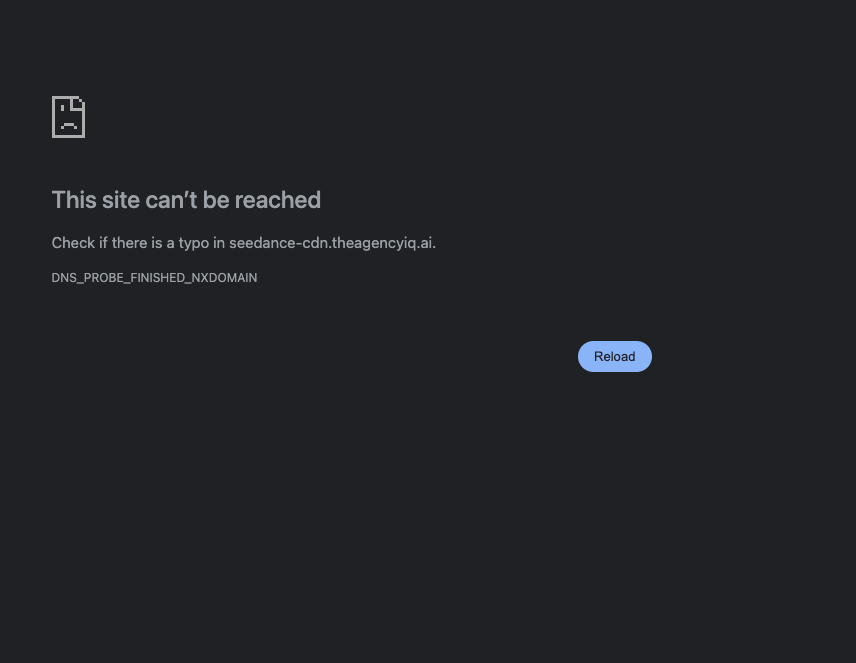 This site can’t be reached
Check if there is a typo in seedance-cdn.theagencyiq.ai.
DNS_PROBE_FINISHED_NXDOMAIN
Reload